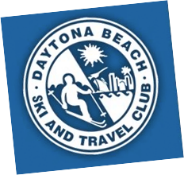 DAYTONA BEACH
SKI AND TRAVEL CLUB